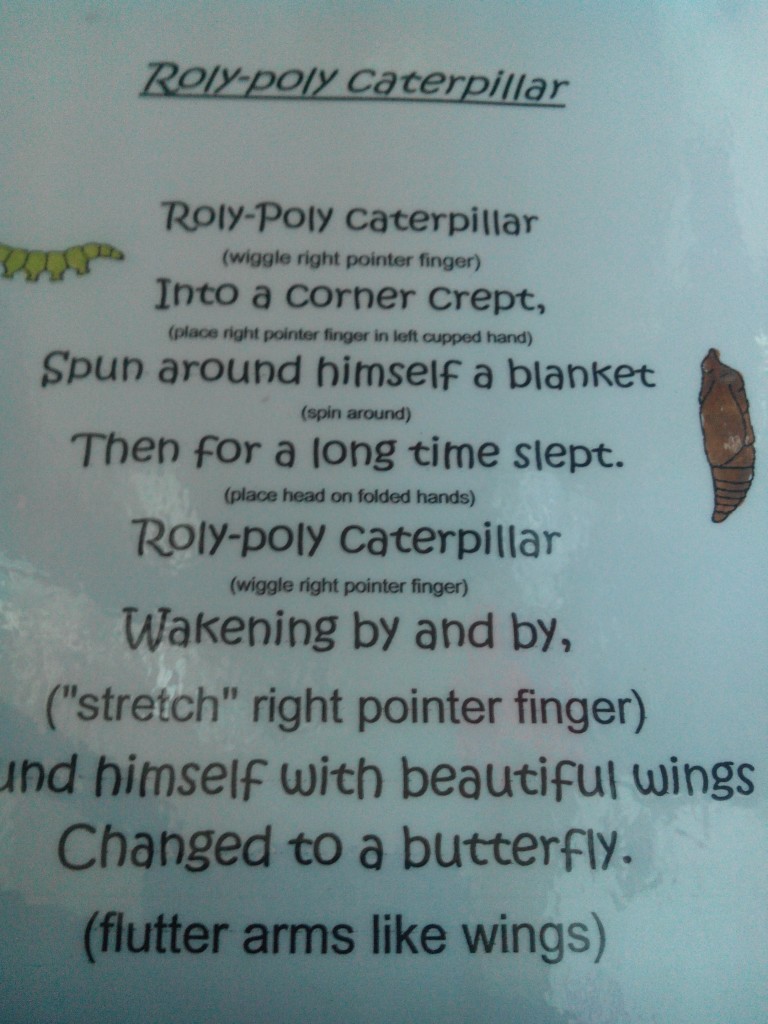 Roly-poly caterpillar
Roly-Poly caterpillar
(wiggle right pointer finger)
Into a corner crept,
(place right pointer finger in left cupped hand)
Spun around himself a blanket
(spin around)
Then for a long time slept.
(place head on folded hands)
Roly-poly caterpillar
(wiggle right pointer finger)
Wakening by and by,
("stretch" right pointer finger)
himself with beautiful wings
Changed to a butterfly.
(flutter arms like wings)